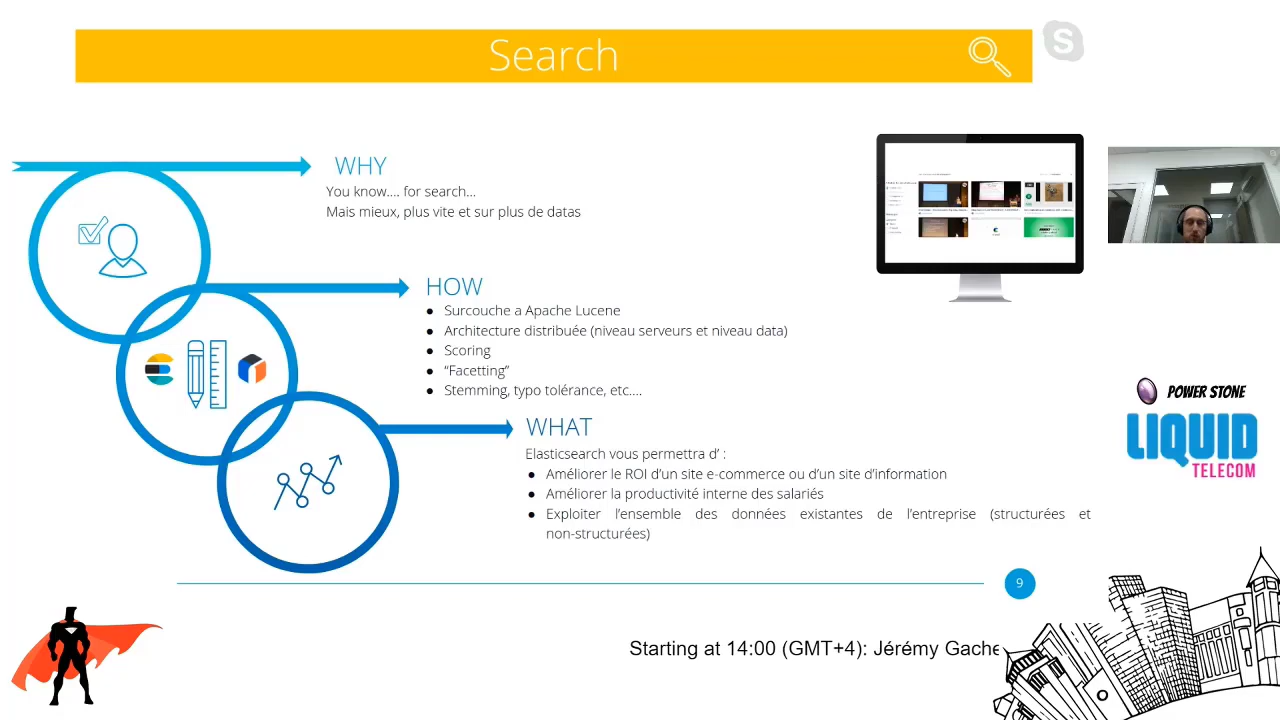 Search
S
WHY
You know.... for search...
Mais mieux, plus vite et sur plus de datas
HOW
● Surcouche a Apache Lucene
● Architecture distribuée (niveau serveurs et niveau data)
● Scoring
● “Facetting”
● Stemming, typo tolérance, etc....
WHAT
Elasticsearch vous permettra d’ :
● Améliorer le ROI d’un site e-commerce ou d’un site d’information
● Améliorer la productivité interne des salariés
● Exploiter l’ensemble des données existantes de l’entreprise (structurées et
non-structurées)
POWER STONE
LIQUID
TELECOM
9
Starting at 14:00 (GMT+4): Jérémy Gache